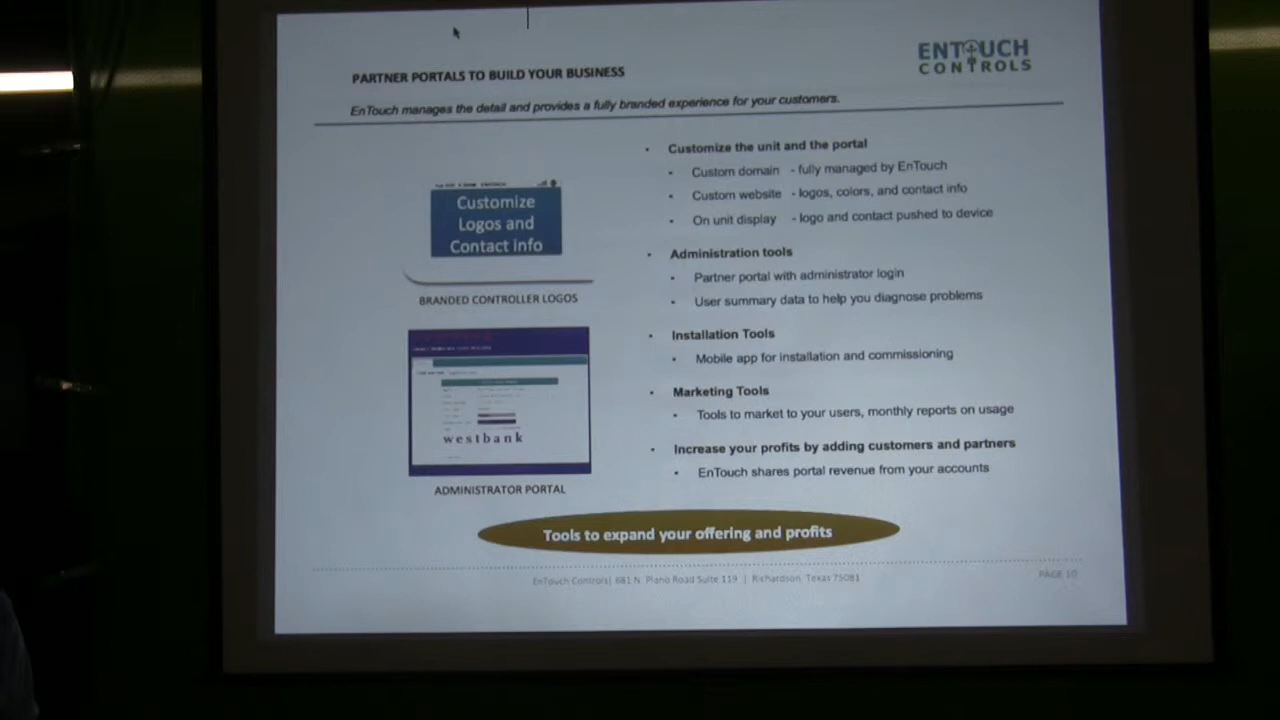 ENTOUCH
CONTROLS
PARTNER PORTALS TO BUILD YOUR BUSINESS
EnTouch manages the detail and provides a fully branded experience for your customers.
Customize
Logos and
Contact info
BRANDED CONTROLLER LOGOS
westbank
ADMINISTRATOR PORTAL
• Customize the unit and the portal
• Custom domain - fully managed by EnTouch
• Custom website - logos, colors, and contact info
• On unit display - logo and contact pushed to device
• Administration tools
• Partner portal with administrator login
• User summary data to help you diagnose problems
• Installation Tools
• Mobile app for installation and commissioning
• Marketing Tools
• Tools to market to your users, monthly reports on usage
• Increase your profits by adding customers and partners
• EnTouch shares portal revenue from your accounts
Tools to expand your offering and profits
EnTouch Controls| 681 N. Plano Road Suite 119 | Richardson, Texas 75081
PAGE 10